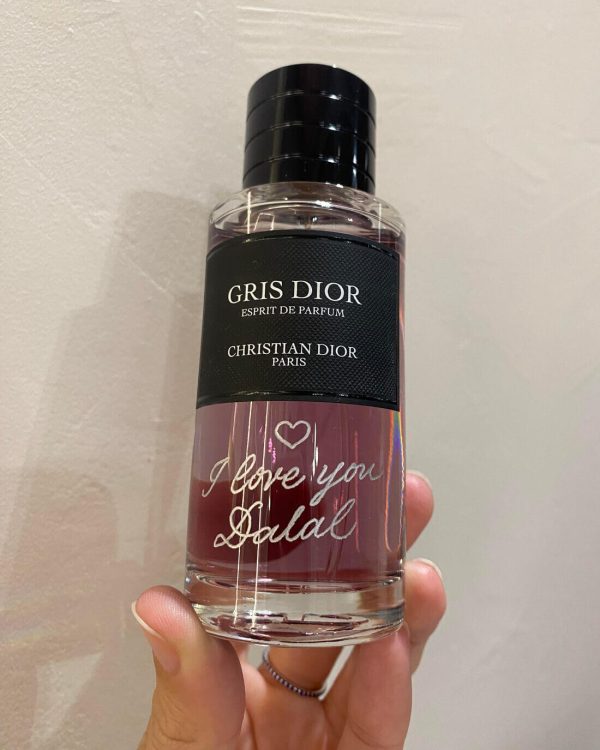 GRIS DIOR
ESPRIT DE PARFUM
CHRISTIAN DIOR
PARIS
I love you
Dalal